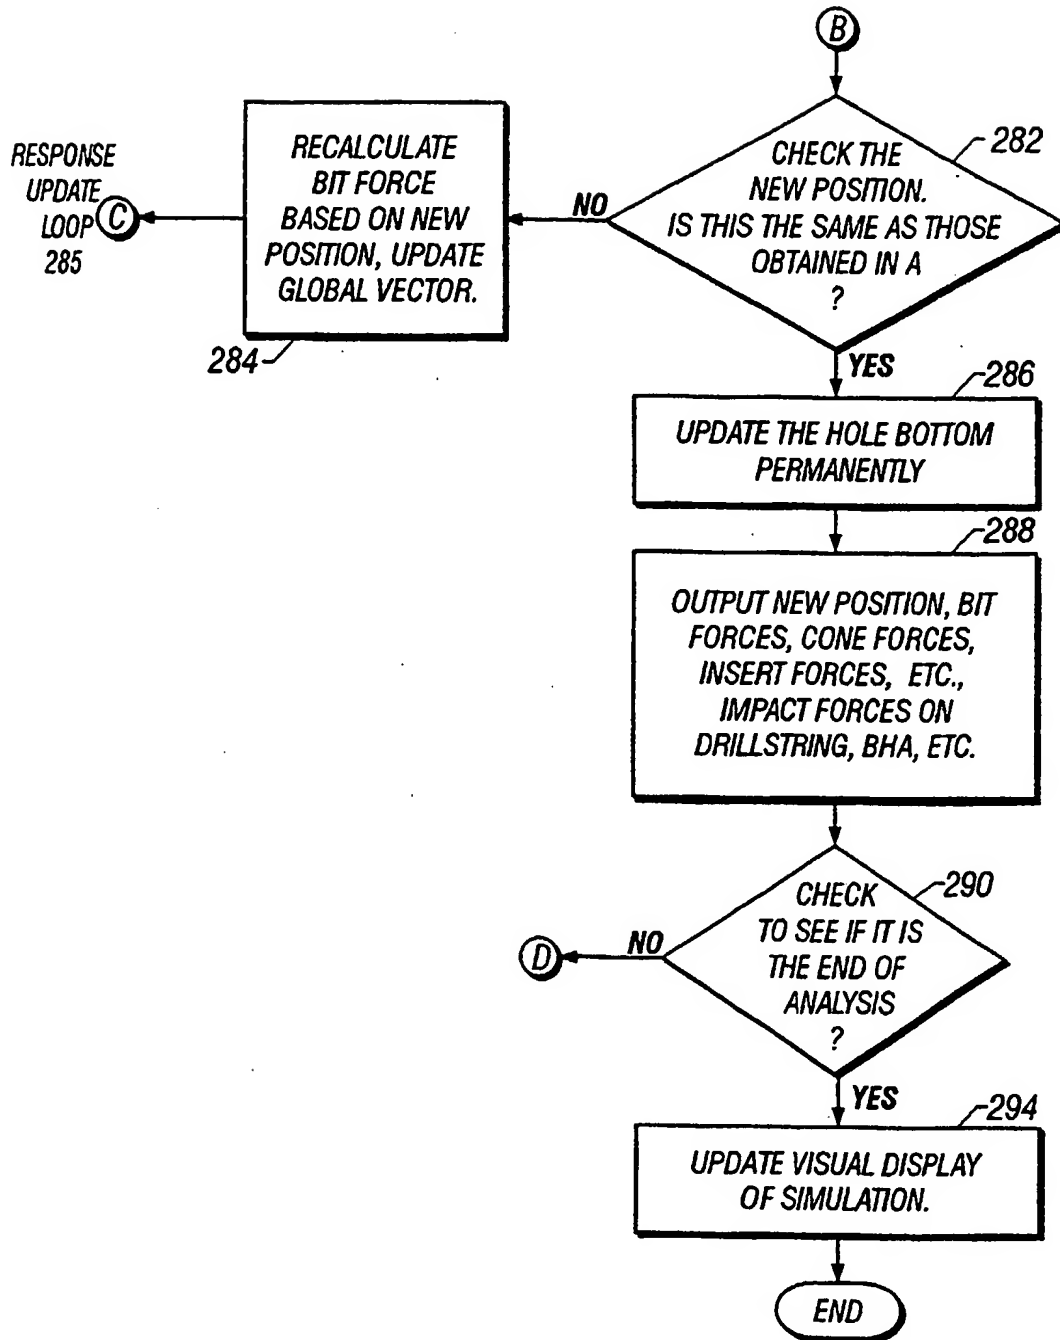 B
282
CHECK THE
NEW POSITION.
IS THIS THE SAME AS THOSE
OBTAINED IN A
?
NO
RECALCULATE
BIT FORCE
BASED ON NEW
POSITION, UPDATE
GLOBAL VECTOR.
284
RESPONSE
UPDATE
LOOP
285
C
YES
286
UPDATE THE HOLE BOTTOM
PERMANENTLY
288
OUTPUT NEW POSITION, BIT
FORCES, CONE FORCES,
INSERT FORCES, ETC.,
IMPACT FORCES ON
DRILLSTRING, BHA, ETC.
290
CHECK
TO SEE IF IT IS
THE END OF
ANALYSIS
?
NO
D
YES
294
UPDATE VISUAL DISPLAY
OF SIMULATION.
END